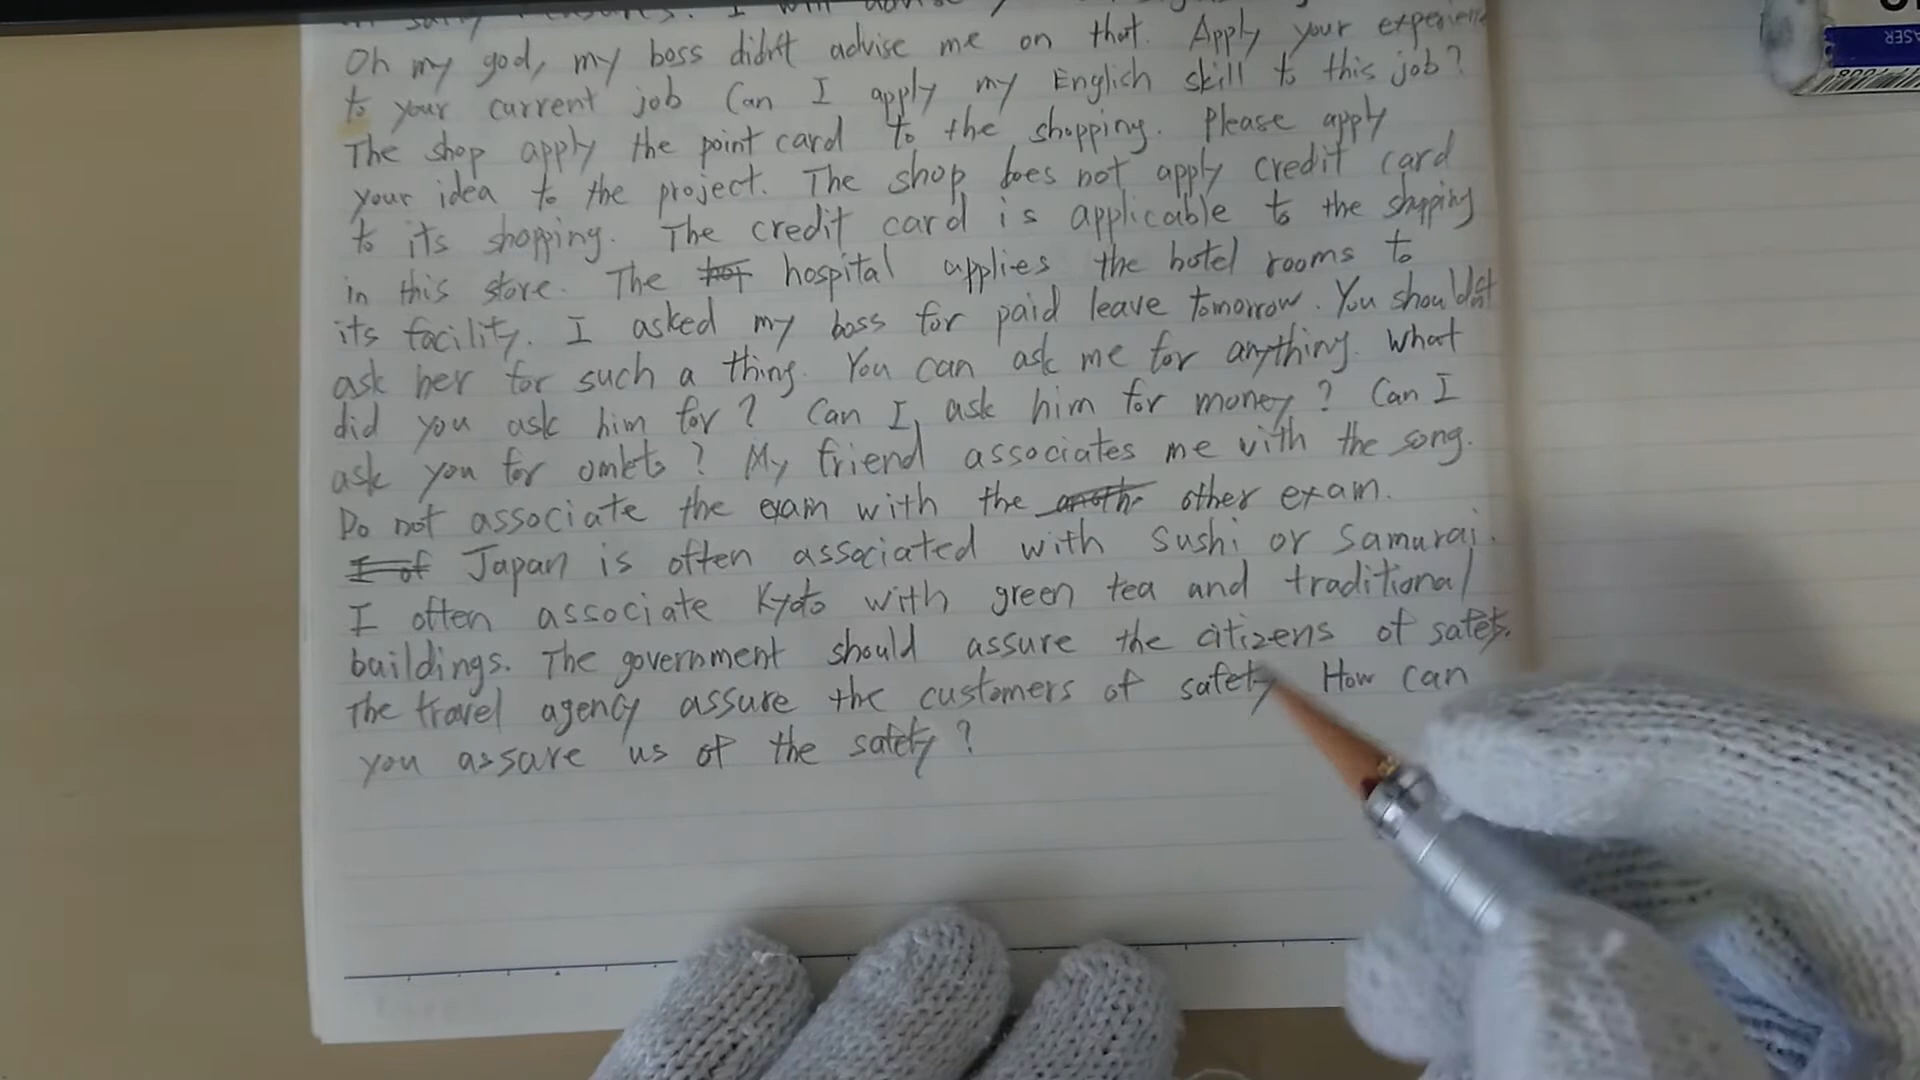 Oh my god, my boss didn't advise me on that. Apply your
to your current job Can I apply my English skill to this job?
The shop apply the point card to the shopping. Please apply
your idea to the project. The shop does not apply credit card
to its shopping. The credit card is applicable to the shopping
in this store. The hospital applies the hotel rooms to
its facility. I asked my boss for paid leave tomorrow. You shouldn't
ask her for such a thing. You can ask me for anything. What
did you ask him for? Can I ask him for money? Can I
ask you for omlets? My friend associates me with the song.
Do not associate the exam with the other exam.
Japan is often associated with Sushi or Samurai.
I often associate Kyoto with green tea and traditional
buildings. The government should assure the citizens of safety.
The travel agency assure the customers of safety How can
you assure us of the safety?